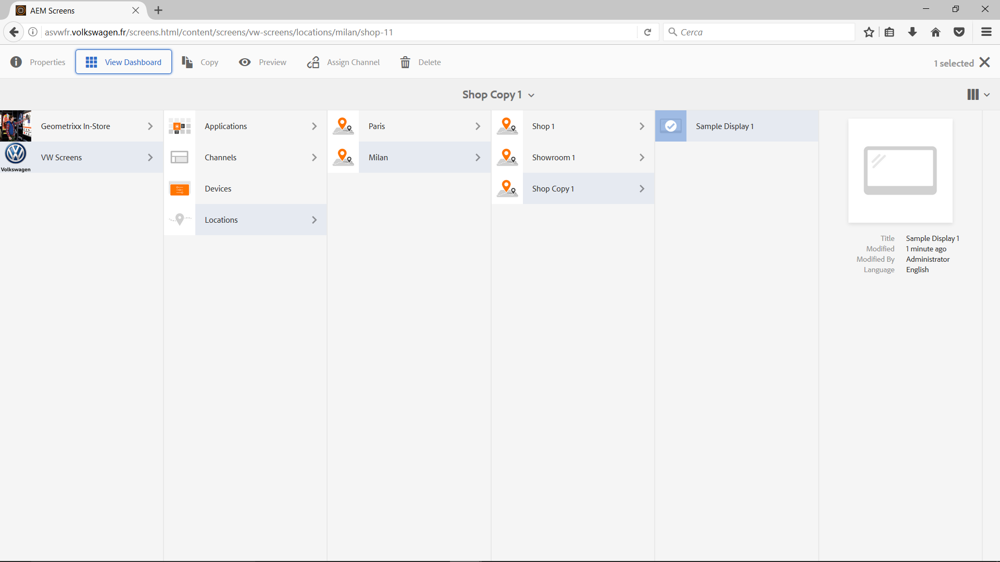 AEM Screens
asvwfr.volkswagen.fr/screens.html/content/screens/vw-screens/locations/milan/shop-11
Cerca
Properties
View Dashboard
Copy
Preview
Assign Channel
Delete
1 selected
Shop Copy 1
Geometrixx In-Store
VW Screens
Volkswagen
Applications
Channels
Devices
Locations
Paris
Milan
Shop 1
Showroom 1
Shop Copy 1
Sample Display 1
Title Sample Display 1
Modified 1 minute ago
Modified By Administrator
Language English